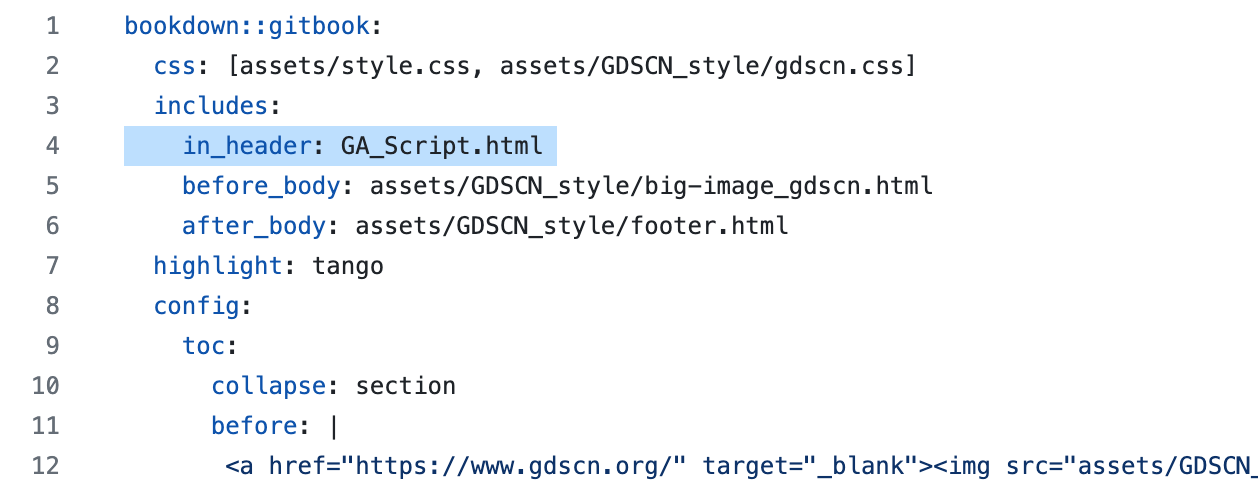 1 bookdown::gitbook:
2 css: [assets/style.css, assets/GDSCN_style/gdscn.css]
3 includes:
4 in_header: GA_Script.html
5 before_body: assets/GDSCN_style/big-image_gdscn.html
6 after_body: assets/GDSCN_style/footer.html
7 highlight: tango
8 config:
9 toc:
10 collapse: section
11 before: |
12 <a href="https://www.gdscn.org/" target="_blank"><img src="assets/GDSCN_